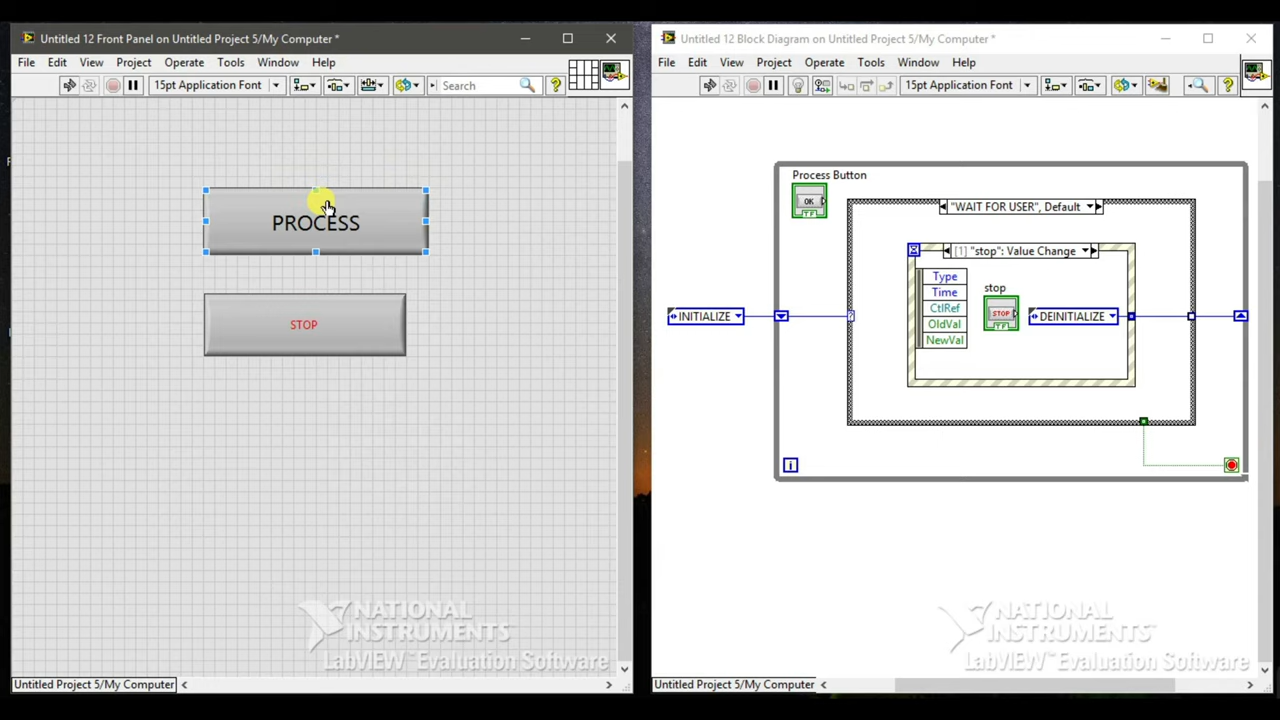 Untitled 12 Front Panel on Untitled Project 5/My Computer *
File Edit View Project Operate Tools Window Help
15pt Application Font
Search
PROCESS
STOP
NATIONAL
INSTRUMENTS
LabVIEW™ Evaluation Software
Untitled Project 5/My Computer
Untitled 12 Block Diagram on Untitled Project 5/My Computer *
File Edit View Project Operate Tools Window Help
15pt Application Font
Process Button
OK
TF
"WAIT FOR USER", Default
[1] "stop": Value Change
Type
Time
CtlRef
OldVal
NewVal
stop
STOP
TF
INITIALIZE
DEINITIALIZE
i
NATIONAL
INSTRUMENTS
LabVIEW™ Evaluation Software
Untitled Project 5/My Computer